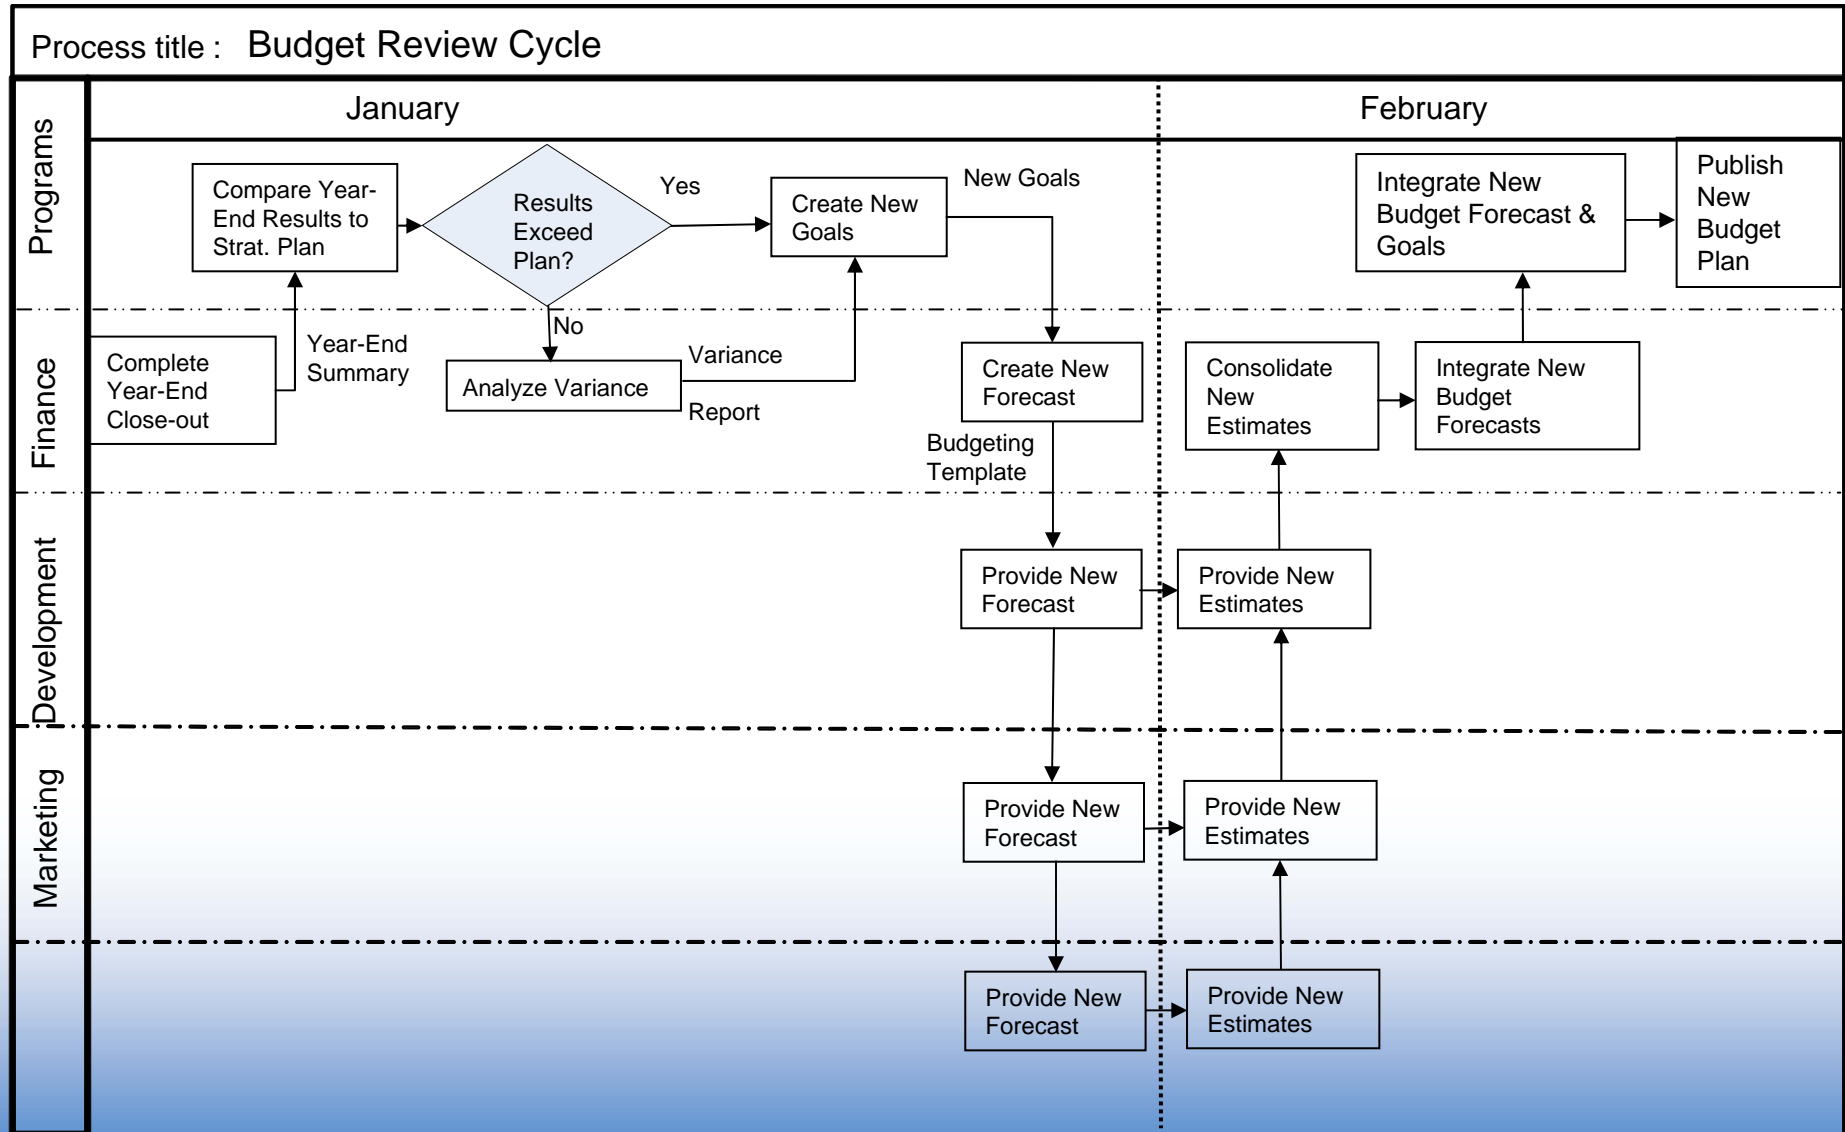 Process title : Budget Review Cycle
January
February
Programs
Compare Year-
End Results to
Strat. Plan
Results
Exceed
Plan?
Yes
Create New
Goals
New Goals
Integrate New
Budget Forecast &
Goals
Publish
New
Budget
Plan
Finance
Complete
Year-End
Close-out
Year-End
Summary
No
Analyze Variance
Variance
Report
Create New
Forecast
Budgeting
Template
Consolidate
New
Estimates
Integrate New
Budget
Forecasts
Development
Provide New
Forecast
Provide New
Estimates
Marketing
Provide New
Forecast
Provide New
Estimates
Provide New
Forecast
Provide New
Estimates